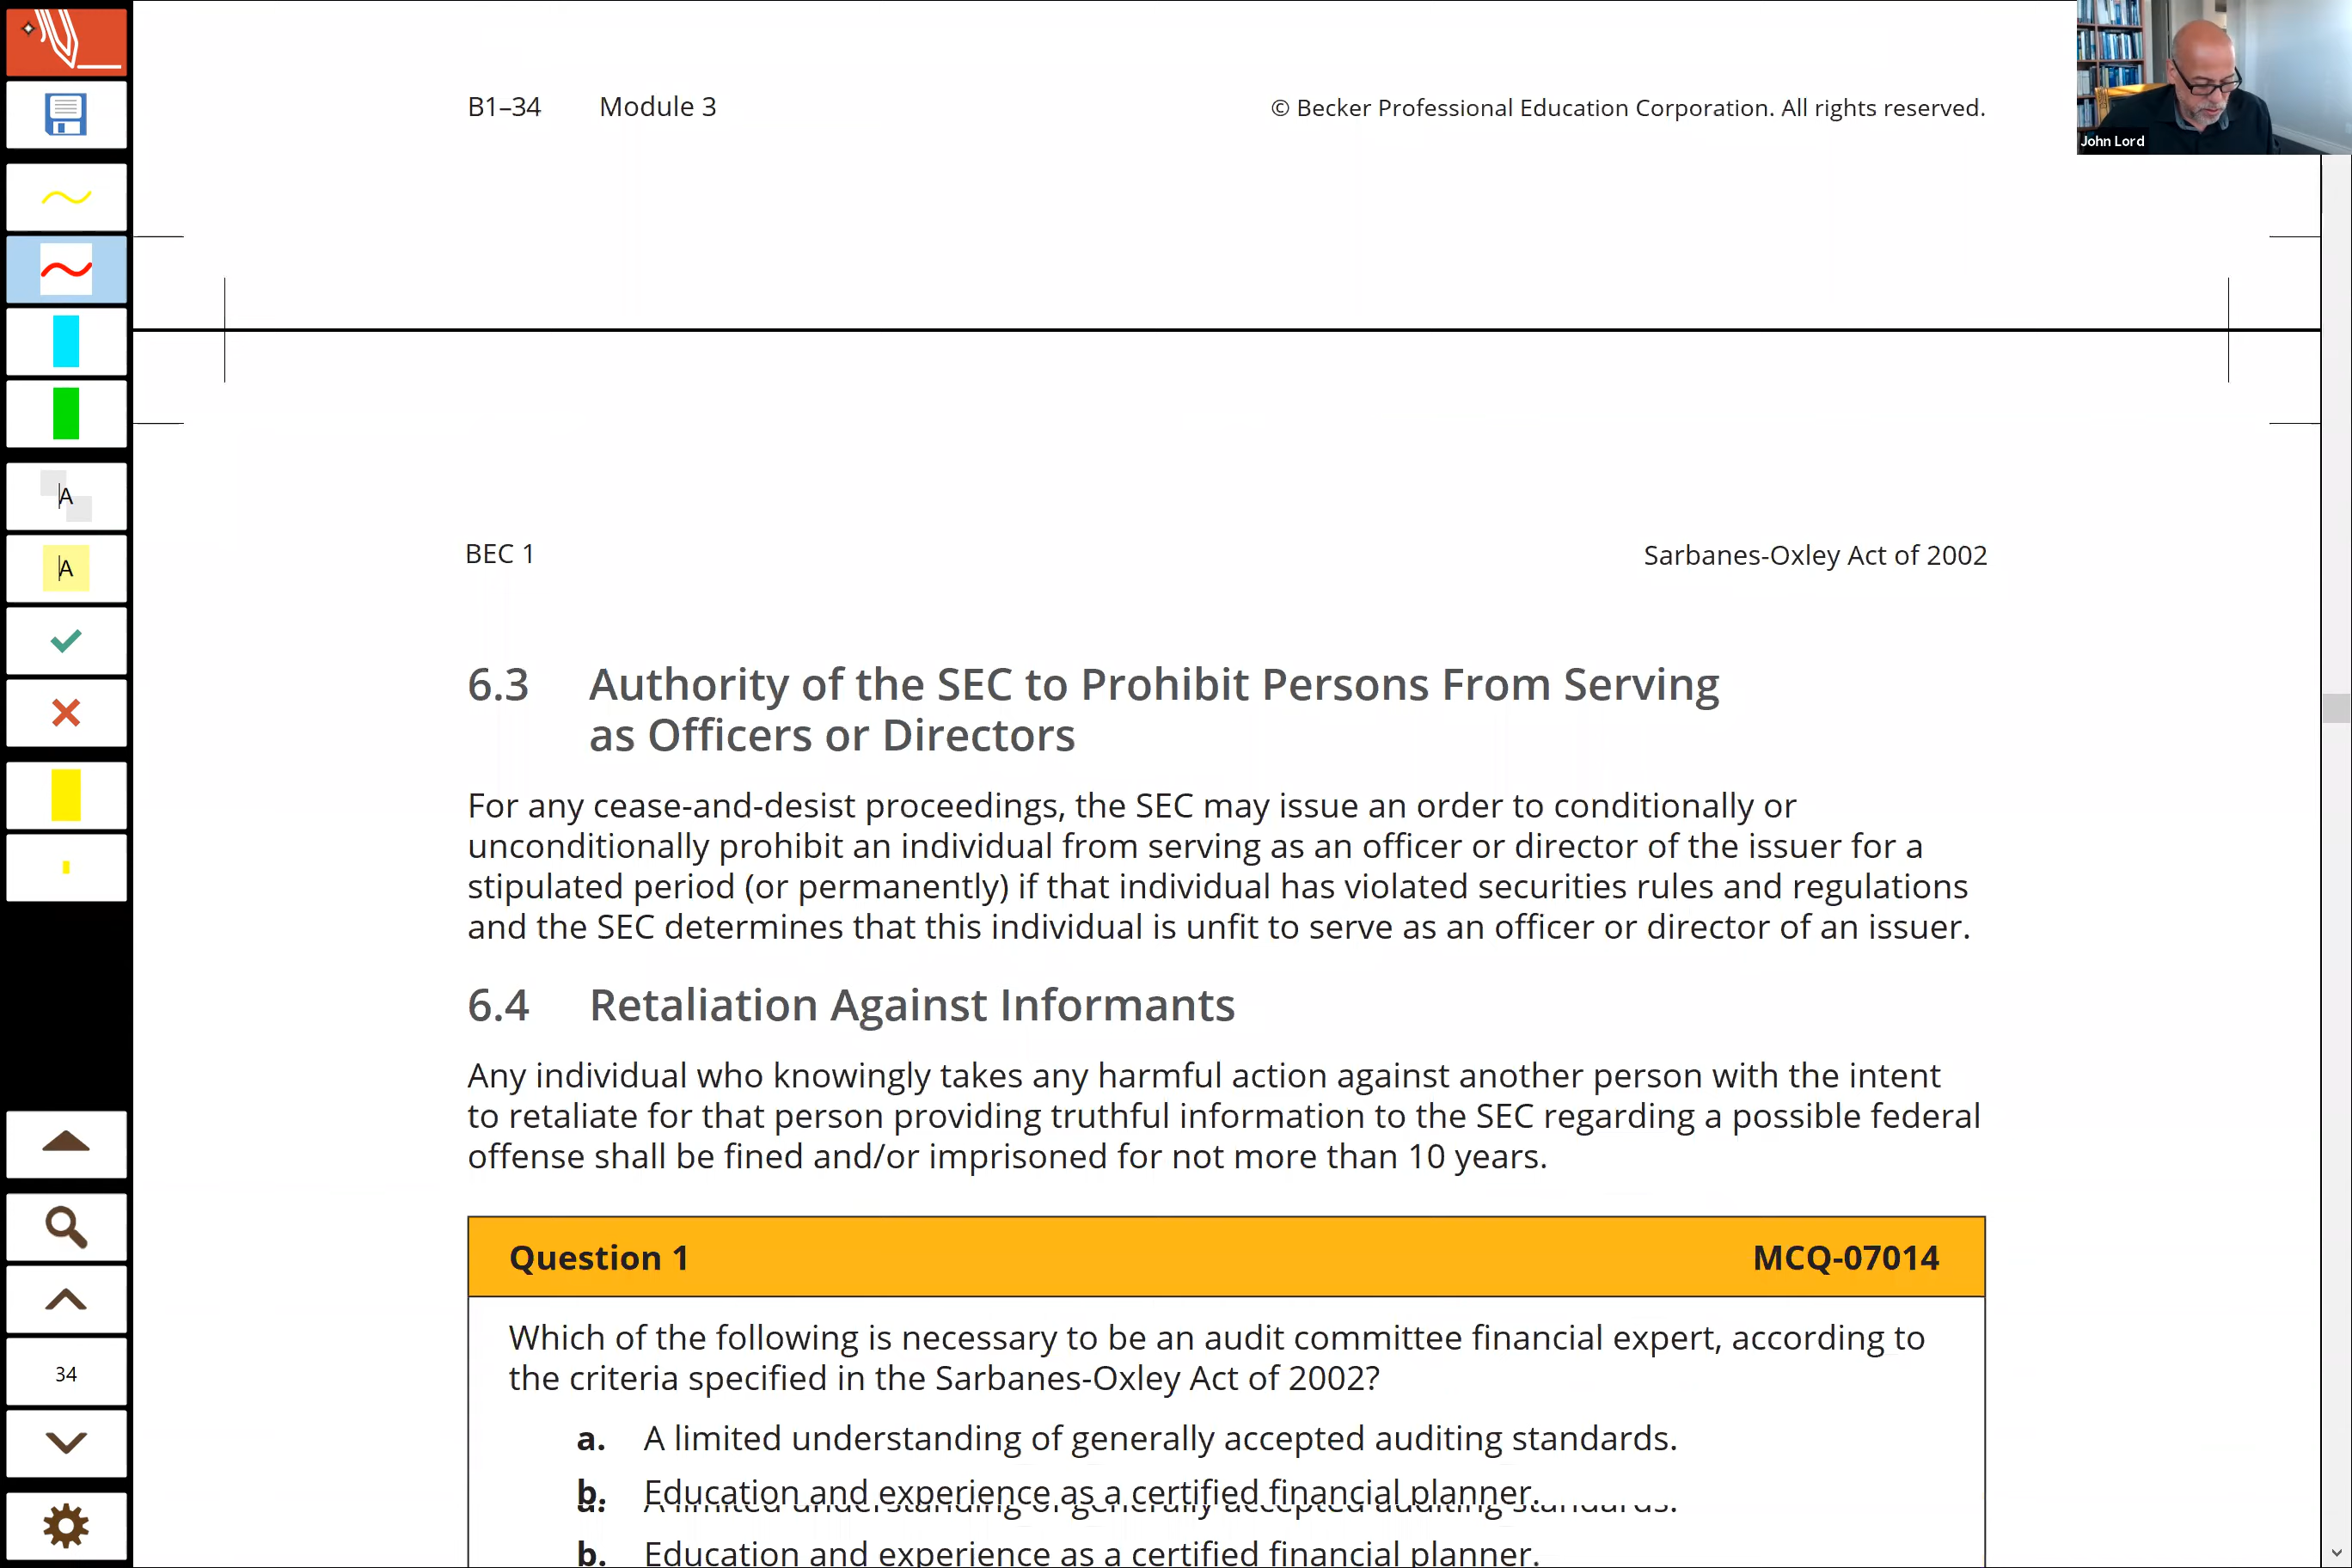 B1–34 Module 3 © Becker Professional Education Corporation. All rights reserved.
John Lord
A
A
BEC 1 Sarbanes-Oxley Act of 2002
6.3 Authority of the SEC to Prohibit Persons From Serving
as Officers or Directors
For any cease-and-desist proceedings, the SEC may issue an order to conditionally or
unconditionally prohibit an individual from serving as an officer or director of the issuer for a
stipulated period (or permanently) if that individual has violated securities rules and regulations
and the SEC determines that this individual is unfit to serve as an officer or director of an issuer.
6.4 Retaliation Against Informants
Any individual who knowingly takes any harmful action against another person with the intent
to retaliate for that person providing truthful information to the SEC regarding a possible federal
offense shall be fined and/or imprisoned for not more than 10 years.
Question 1 MCQ-07014
Which of the following is necessary to be an audit committee financial expert, according to
the criteria specified in the Sarbanes-Oxley Act of 2002?
34
a. A limited understanding of generally accepted auditing standards.
b. Education and experience as a certified financial planner.
a. A limited understanding of generally accepted auditing standards.
b. Education and experience as a certified financial planner.